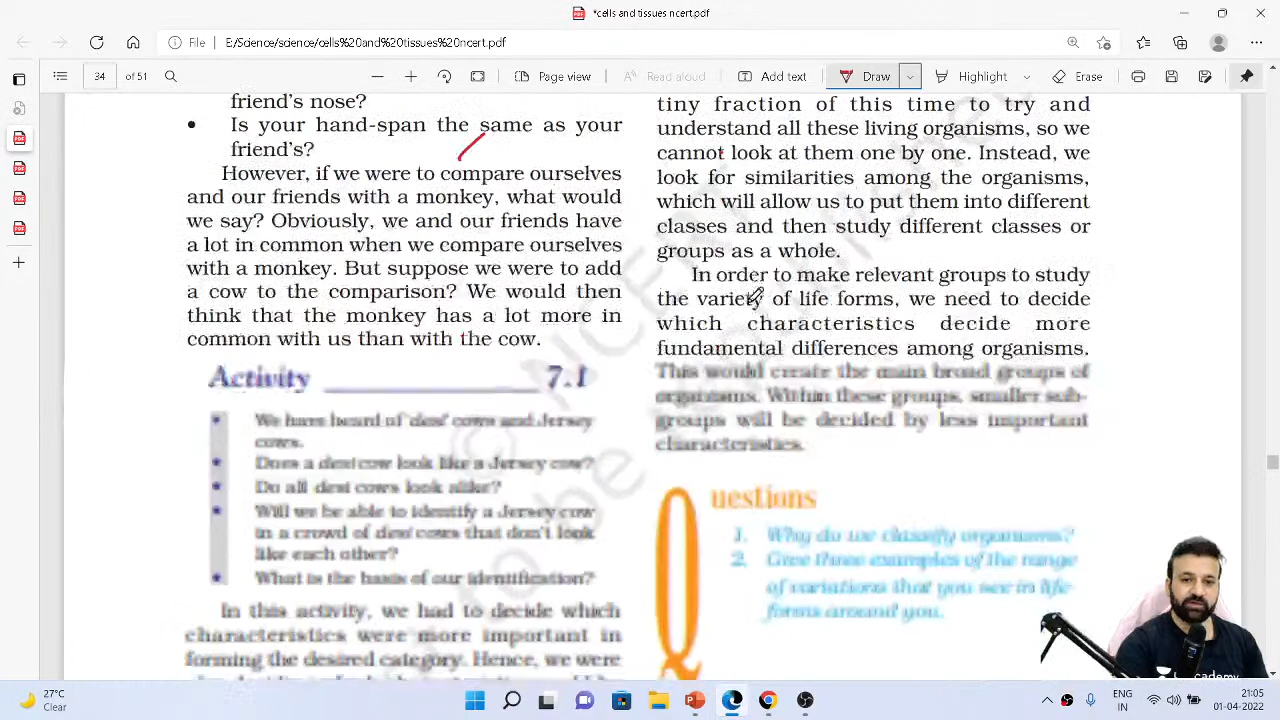 *cells and tissues ncert.pdf
File
E:/Science/science/cells%20and%20tissues%20ncert.pdf
34
Page view
Read aloud
Add text
Draw
Highlight
Erase
friend's nose?
• Is your hand-span the same as your
friend's?
However, if we were to compare ourselves
and our friends with a monkey, what would
we say? Obviously, we and our friends have
a lot in common when we compare ourselves
with a monkey. But suppose we were to add
a cow to the comparison? We would then
think that the monkey has a lot more in
common with us than with the cow.
Activity 7.1
• We have heard of 'desi' cows and Jersey
cows.
• Does a desi cow look like a Jersey cow?
• Do all desi cows look alike?
• Will we be able to identify a Jersey cow
in a crowd of desi cows that don't look
like each other?
• What is the basis of our identification?
In this activity, we had to decide which
characteristics were more important in
forming the desired category. Hence, we were
tiny fraction of this time to try and
understand all these living organisms, so we
cannot look at them one by one. Instead, we
look for similarities among the organisms,
which will allow us to put them into different
classes and then study different classes or
groups as a whole.
In order to make relevant groups to study
the variety of life forms, we need to decide
which characteristics decide more
fundamental differences among organisms.
This would create the main broad groups of
organisms. Within these groups, smaller sub-
groups will be decided by less important
characteristics.
Questions
1. Why do we classify organisms?
2. Give three examples of the range
of variations that you see in life-
forms around you.
27°C
Clear
ENG
IN
21:05
01-04-2022